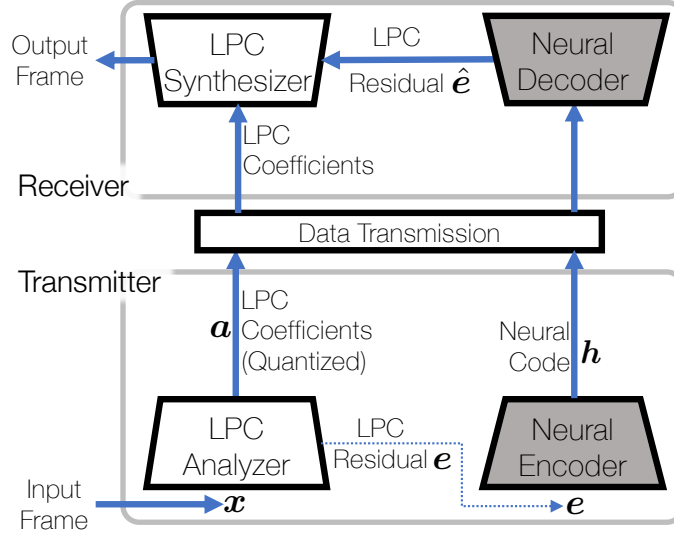 Output
Frame
LPC
Synthesizer
LPC
Residual ê
Neural
Decoder
LPC
Coefficients
Receiver
Data Transmission
Transmitter
a
LPC
Coefficients
(Quantized)
Neural
Code
h
LPC
Analyzer
LPC
Residual e
Neural
Encoder
Input
Frame
x
e